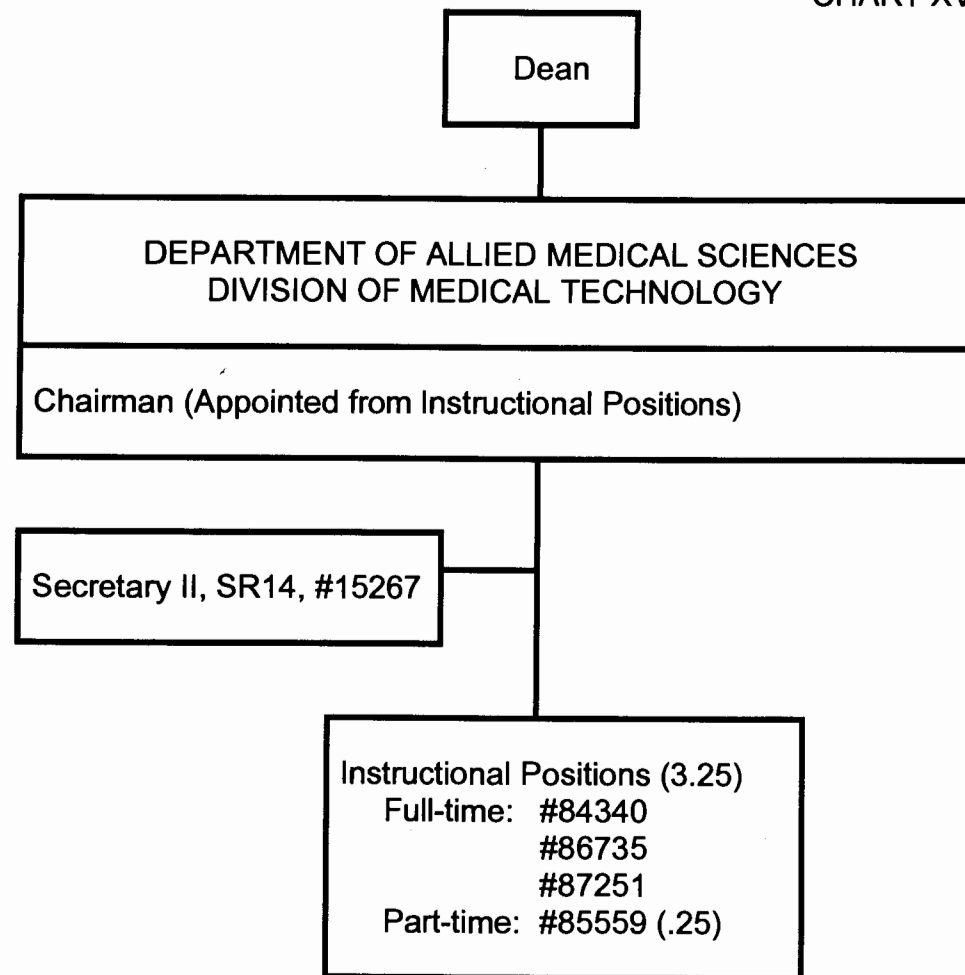 Dean
DEPARTMENT OF ALLIED MEDICAL SCIENCES
DIVISION OF MEDICAL TECHNOLOGY
Chairman (Appointed from Instructional Positions)
Secretary II, SR14, #15267
Instructional Positions (3.25)
Full-time: #84340
#86735
#87251
Part-time: #85559 (.25)